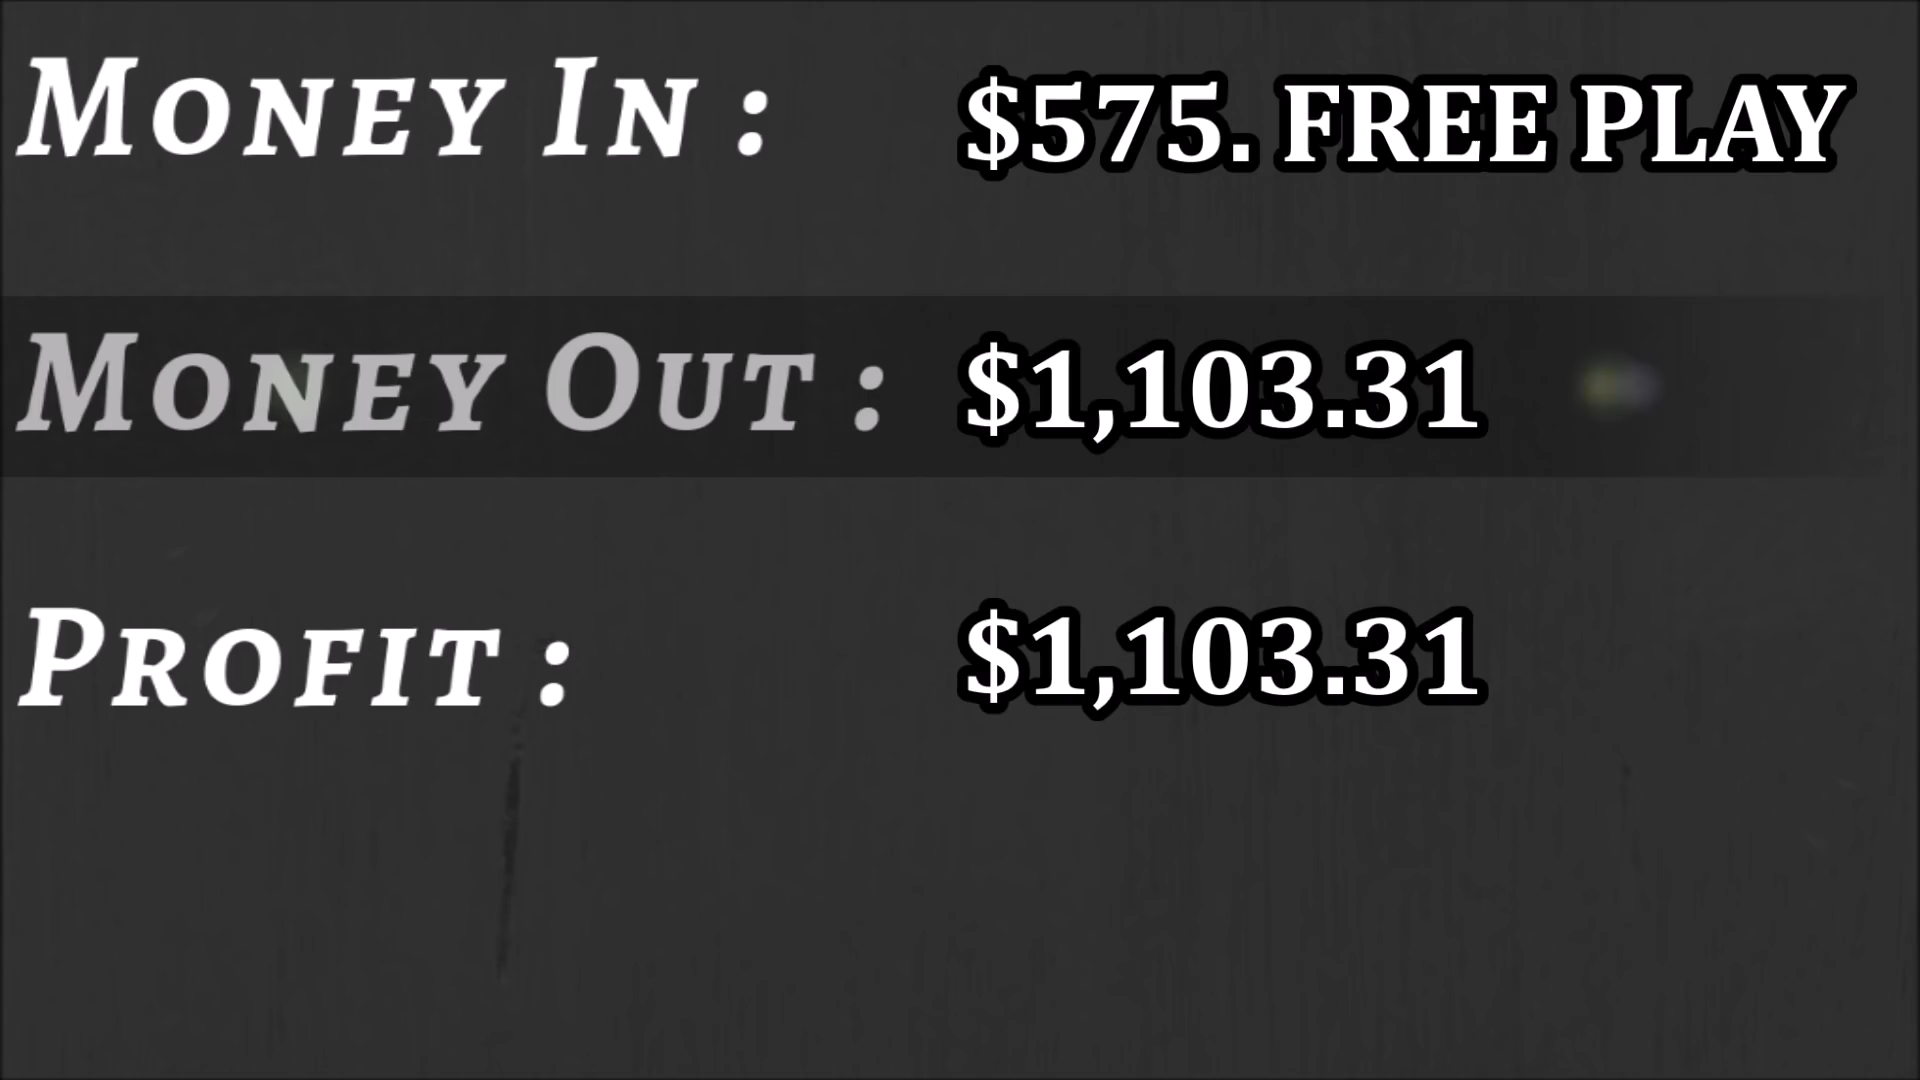 Money In : $575. FREE PLAY
Money Out : $1,103.31
Profit : $1,103.31